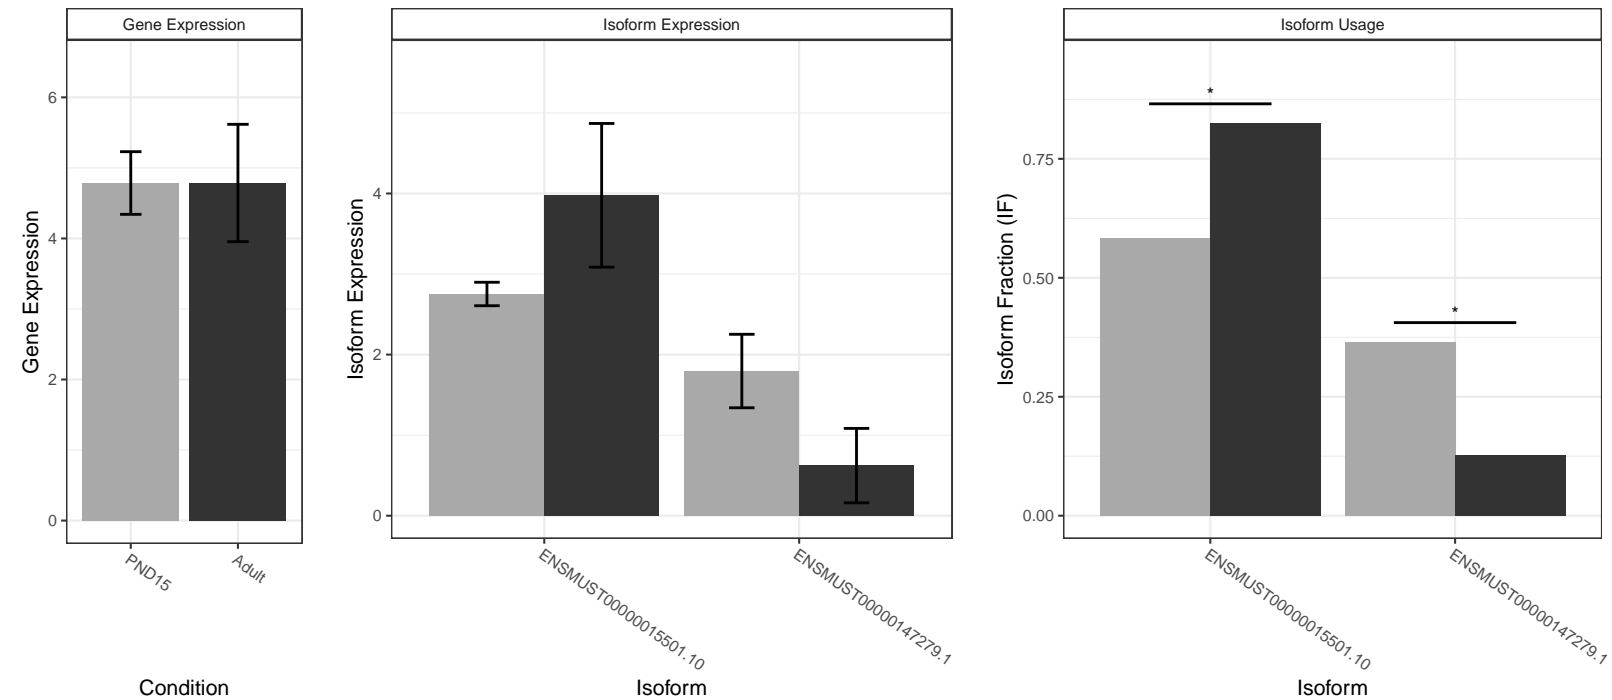 Gene Expression
Gene Expression
6
4
2
0
PND15
Adult
Condition
Isoform Expression
Isoform Expression
4
2
0
ENSMUST00000015501.10
ENSMUST00000147279.1
Isoform
Isoform Usage
Isoform Fraction (IF)
0.75
0.50
0.25
0.00
*
*
ENSMUST00000015501.10
ENSMUST00000147279.1
Isoform